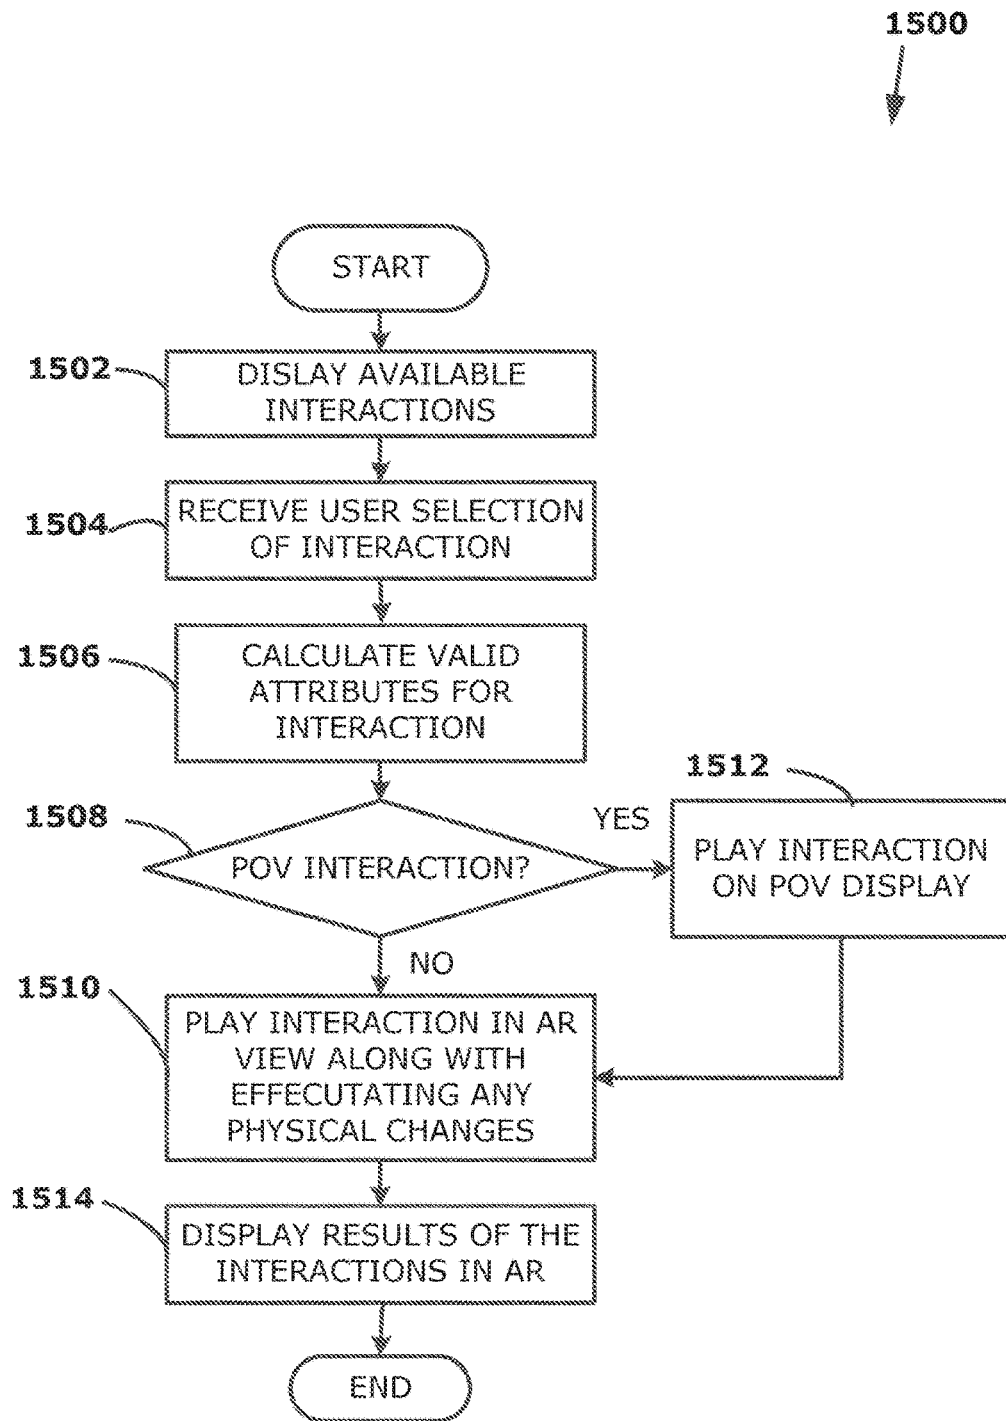 1500
START
1502
DISLAY AVAILABLE
INTERACTIONS
1504
RECEIVE USER SELECTION
OF INTERACTION
1506
CALCULATE VALID
ATTRIBUTES FOR
INTERACTION
1508
POV INTERACTION?
YES
1512
PLAY INTERACTION
ON POV DISPLAY
NO
1510
PLAY INTERACTION IN AR
VIEW ALONG WITH
EFFECUTATING ANY
PHYSICAL CHANGES
1514
DISPLAY RESULTS OF THE
INTERACTIONS IN AR
END